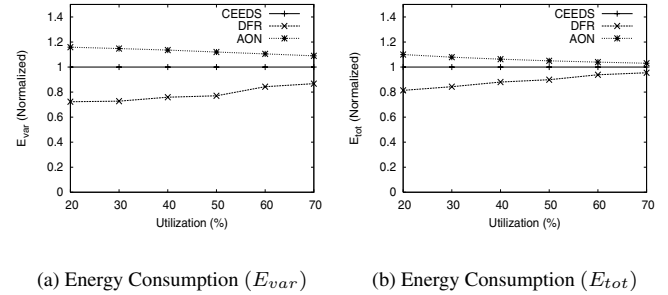 CEEDS
DFR
AON
1.4
1.2
1
0.8
0.6
0.4
0.2
0
E_var (Normalized)
20 30 40 50 60 70
Utilization (%)
(a) Energy Consumption (E_var)
CEEDS
DFR
AON
1.4
1.2
1
0.8
0.6
0.4
0.2
0
E_tot (Normalized)
20 30 40 50 60 70
Utilization (%)
(b) Energy Consumption (E_tot)